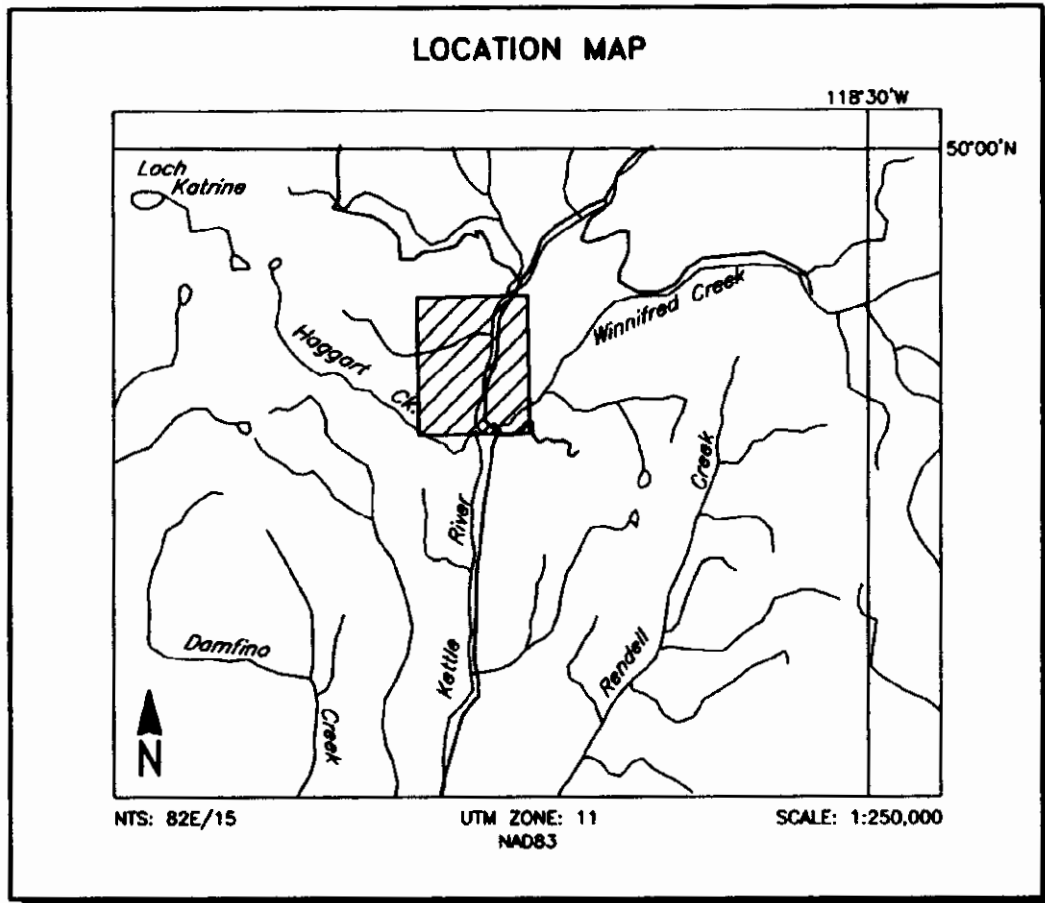 LOCATION MAP
118°30'W
50°00'N
Loch
Katrine
Winnifred Creek
Haggart Ck.
Creek
River
Damfino
Kettle
Rendell
Creek
N
NTS: 82E/15
UTM ZONE: 11
SCALE: 1:250,000
NAD83